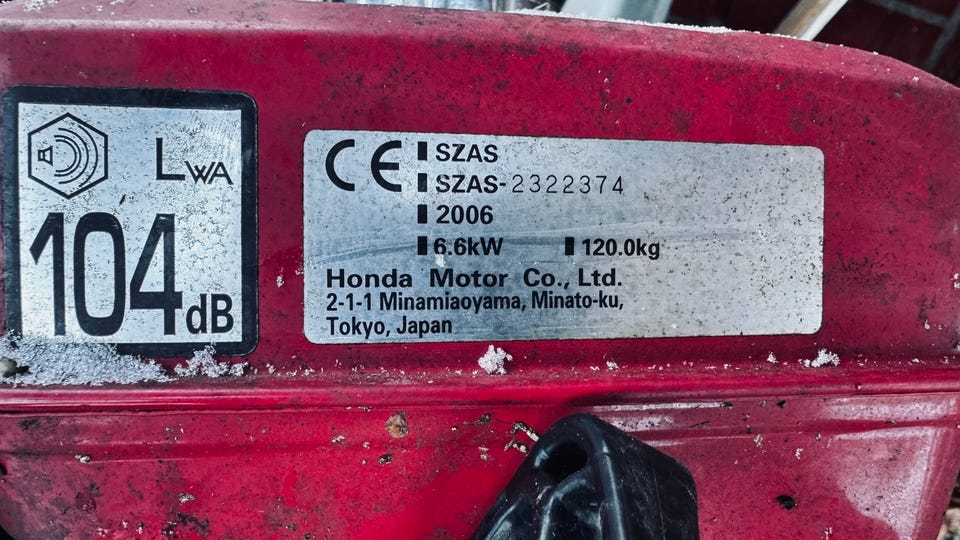 LWA
104dB
CE
SZAS
SZAS-2322374
2006
6.6kW 120.0kg
Honda Motor Co., Ltd.
2-1-1 Minamiaoyama, Minato-ku,
Tokyo, Japan